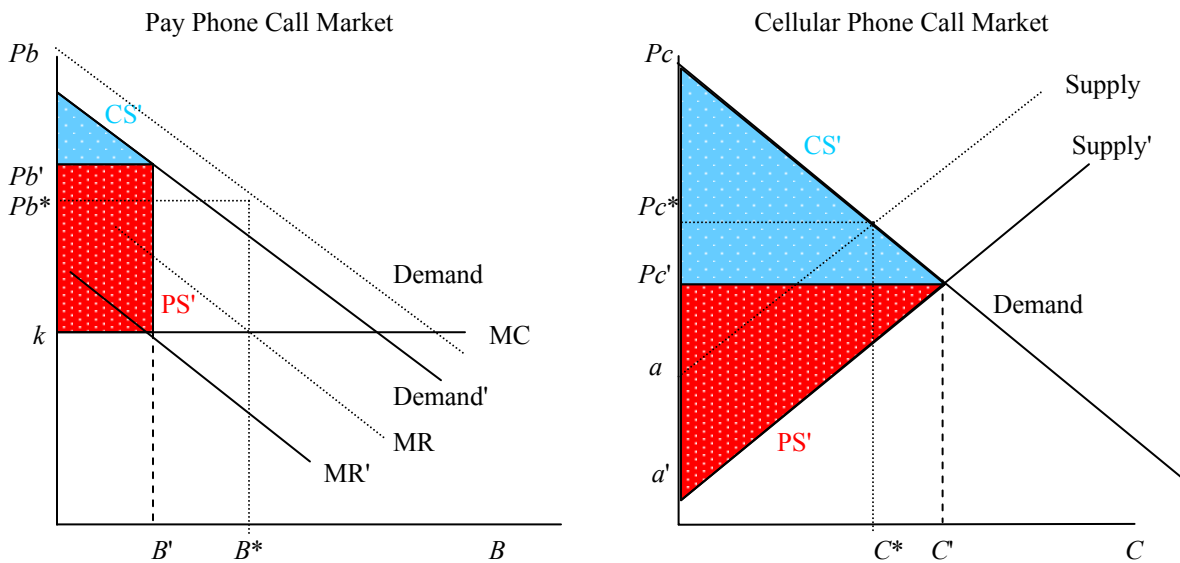 Pay Phone Call Market
Pb
CS'
Pb'
Pb*
Demand
PS'
k
MC
Demand'
MR
MR'
B'
B*
B
Cellular Phone Call Market
Pc
Supply
CS'
Supply'
Pc*
Pc'
Demand
a
PS'
a'
C*
C'
C